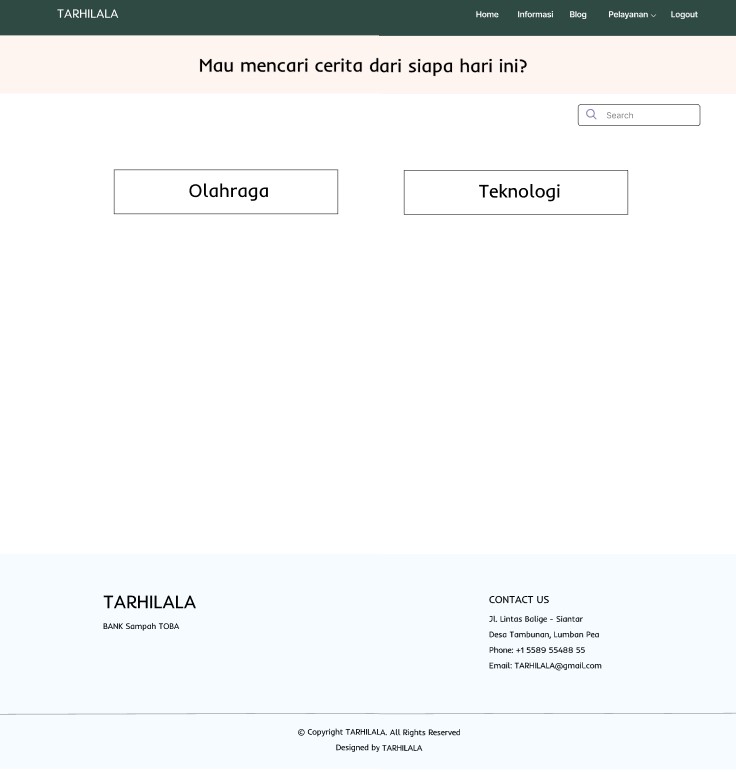 TARHILALA
Home Informasi Blog Pelayanan Logout
Mau mencari cerita dari siapa hari ini?
Search
Olahraga
Teknologi
TARHILALA
BANK Sampah TOBA
CONTACT US
Jl. Lintas Balige - Siantar
Desa Tambunan, Lumban Pea
Phone: +1 5589 55488 55
Email: TARHILALA@gmail.com
© Copyright TARHILALA. All Rights Reserved
Designed by TARHILALA